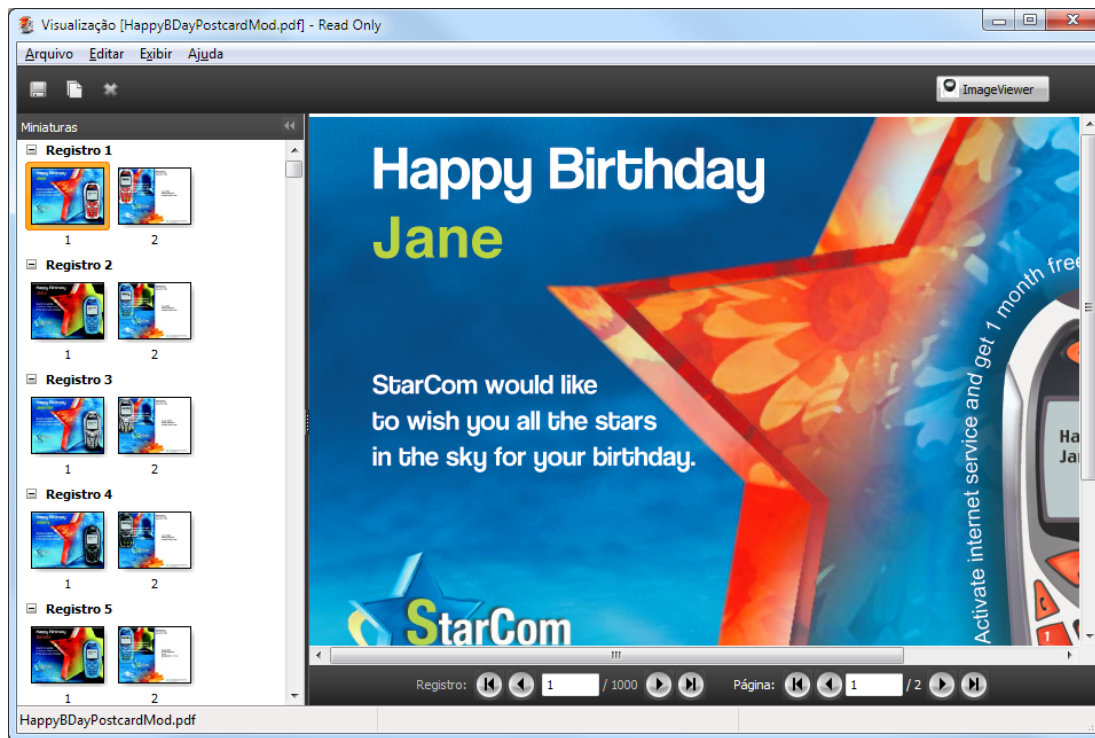 Visualização [HappyBDayPostcardMod.pdf] - Read Only
Arquivo Editar Exibir Ajuda
ImageViewer
Miniaturas
Registro 1
1 2
Registro 2
1 2
Registro 3
1 2
Registro 4
1 2
Registro 5
1 2
Happy Birthday
Jane
StarCom would like
to wish you all the stars
in the sky for your birthday.
StarCom
Activate internet service and get 1 month free
Ha
Jan
1
Registro: 1 / 1000 Página: 1 / 2
HappyBDayPostcardMod.pdf